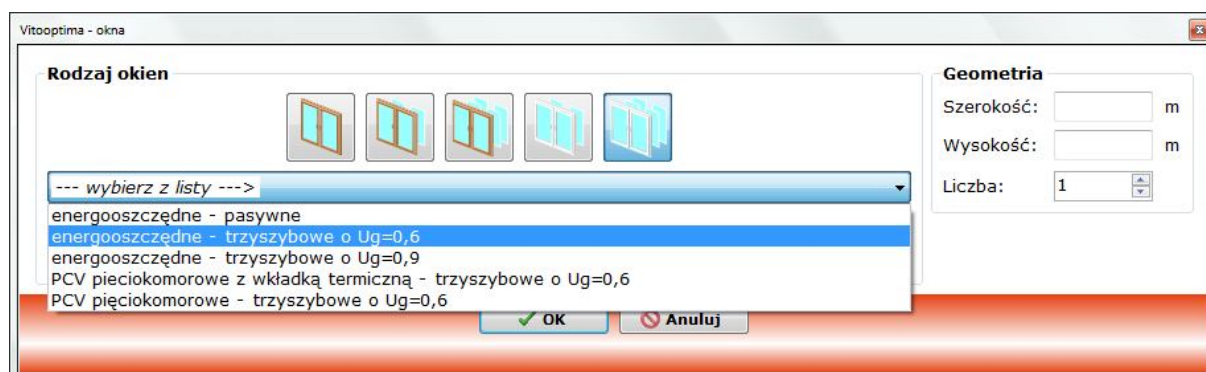 Vitooptima - okna
Rodzaj okien
--- wybierz z listy --->
energooszczędne - pasywne
energooszczędne - trzyszybowe o Ug=0,6
energooszczędne - trzyszybowe o Ug=0,9
PCV pieciokomorowe z wkładką termiczną - trzyszybowe o Ug=0,6
PCV pięciokomorowe - trzyszybowe o Ug=0,6
Geometria
Szerokość: m
Wysokość: m
Liczba: 1
OK Anuluj